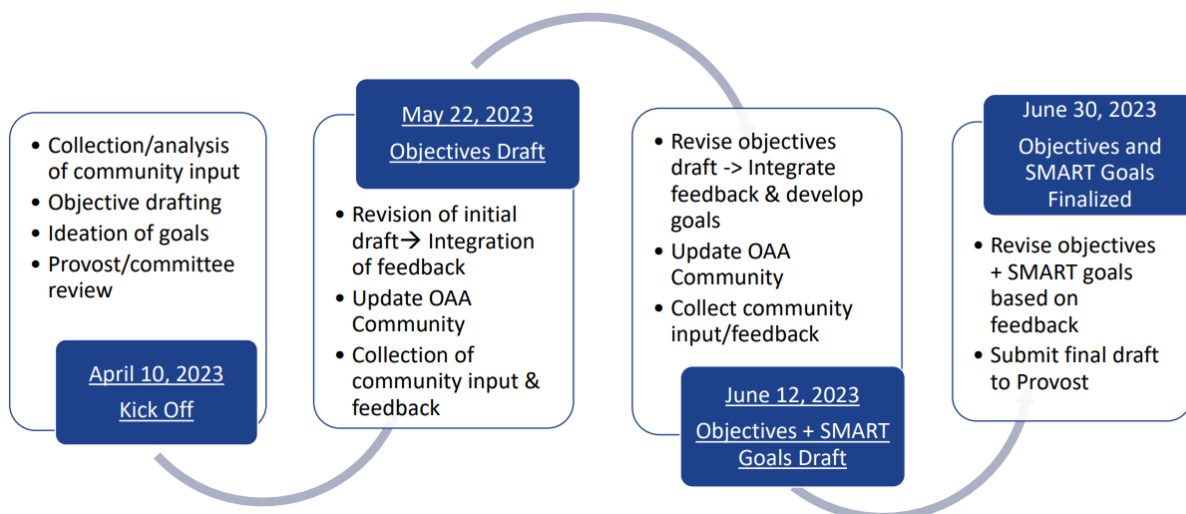 • Collection/analysis
of community input
• Objective drafting
• Ideation of goals
• Provost/committee
review
April 10, 2023
Kick Off
May 22, 2023
Objectives Draft
• Revision of initial
draft→ Integration
of feedback
• Update OAA
Community
• Collection of
community input &
feedback
• Revise objectives
draft -> Integrate
feedback & develop
goals
• Update OAA
Community
• Collect community
input/feedback
June 12, 2023
Objectives + SMART
Goals Draft
June 30, 2023
Objectives and
SMART Goals
Finalized
• Revise objectives
+ SMART goals
based on
feedback
• Submit final draft
to Provost